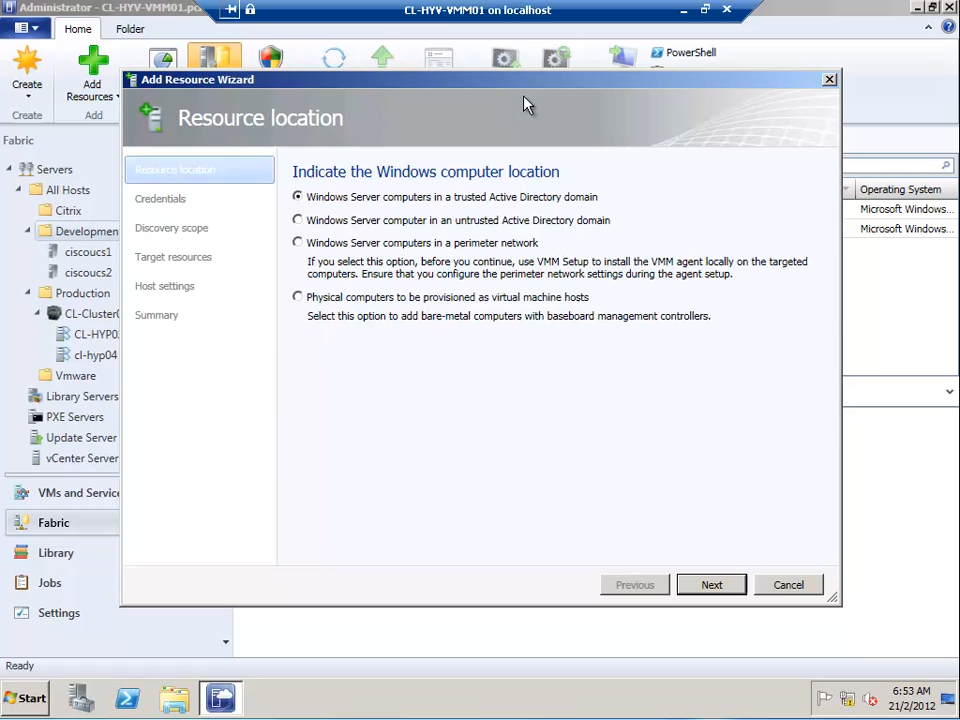 Administrator - CL-HYV-VMM01.po
CL-HYV-VMM01 on localhost
Home
Folder
Create
Add
Resources
PowerShell
Create
Add
Add Resource Wizard
Resource location
Fabric
Servers
All Hosts
Citrix
Developmen
ciscoucs1
ciscoucs2
Production
CL-Cluster
CL-HYP0
cl-hyp04
Vmware
Library Servers
PXE Servers
Update Server
vCenter Server
VMs and Service
Fabric
Library
Jobs
Settings
Resource location
Credentials
Discovery scope
Target resources
Host settings
Summary
Indicate the Windows computer location
Windows Server computers in a trusted Active Directory domain
Windows Server computer in an untrusted Active Directory domain
Windows Server computers in a perimeter network
If you select this option, before you continue, use VMM Setup to install the VMM agent locally on the targeted
computers. Ensure that you configure the perimeter network settings during the agent setup.
Physical computers to be provisioned as virtual machine hosts
Select this option to add bare-metal computers with baseboard management controllers.
Previous
Next
Cancel
Operating System
Microsoft Windows...
Microsoft Windows...
Ready
Start
6:53 AM
21/2/2012